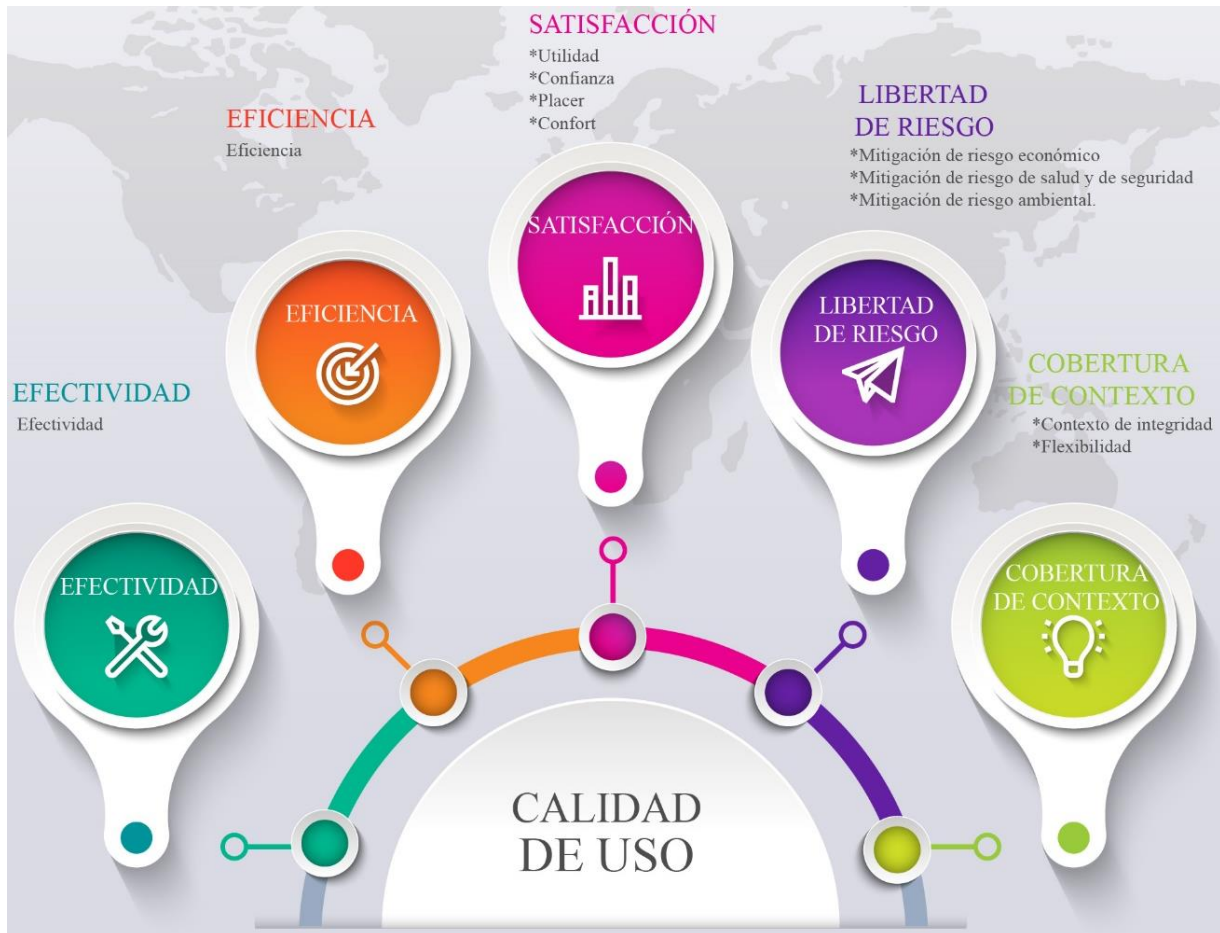 SATISFACCIÓN
*Utilidad
*Confianza
*Placer
*Confort
EFICIENCIA
Eficiencia
LIBERTAD
DE RIESGO
*Mitigación de riesgo económico
*Mitigación de riesgo de salud y de seguridad
*Mitigación de riesgo ambiental.
EFECTIVIDAD
Efectividad
COBERTURA
DE CONTEXTO
*Contexto de integridad
*Flexibilidad
EFECTIVIDAD
EFICIENCIA
SATISFACCIÓN
LIBERTAD
DE RIESGO
COBERTURA
DE CONTEXTO
CALIDAD
DE USO